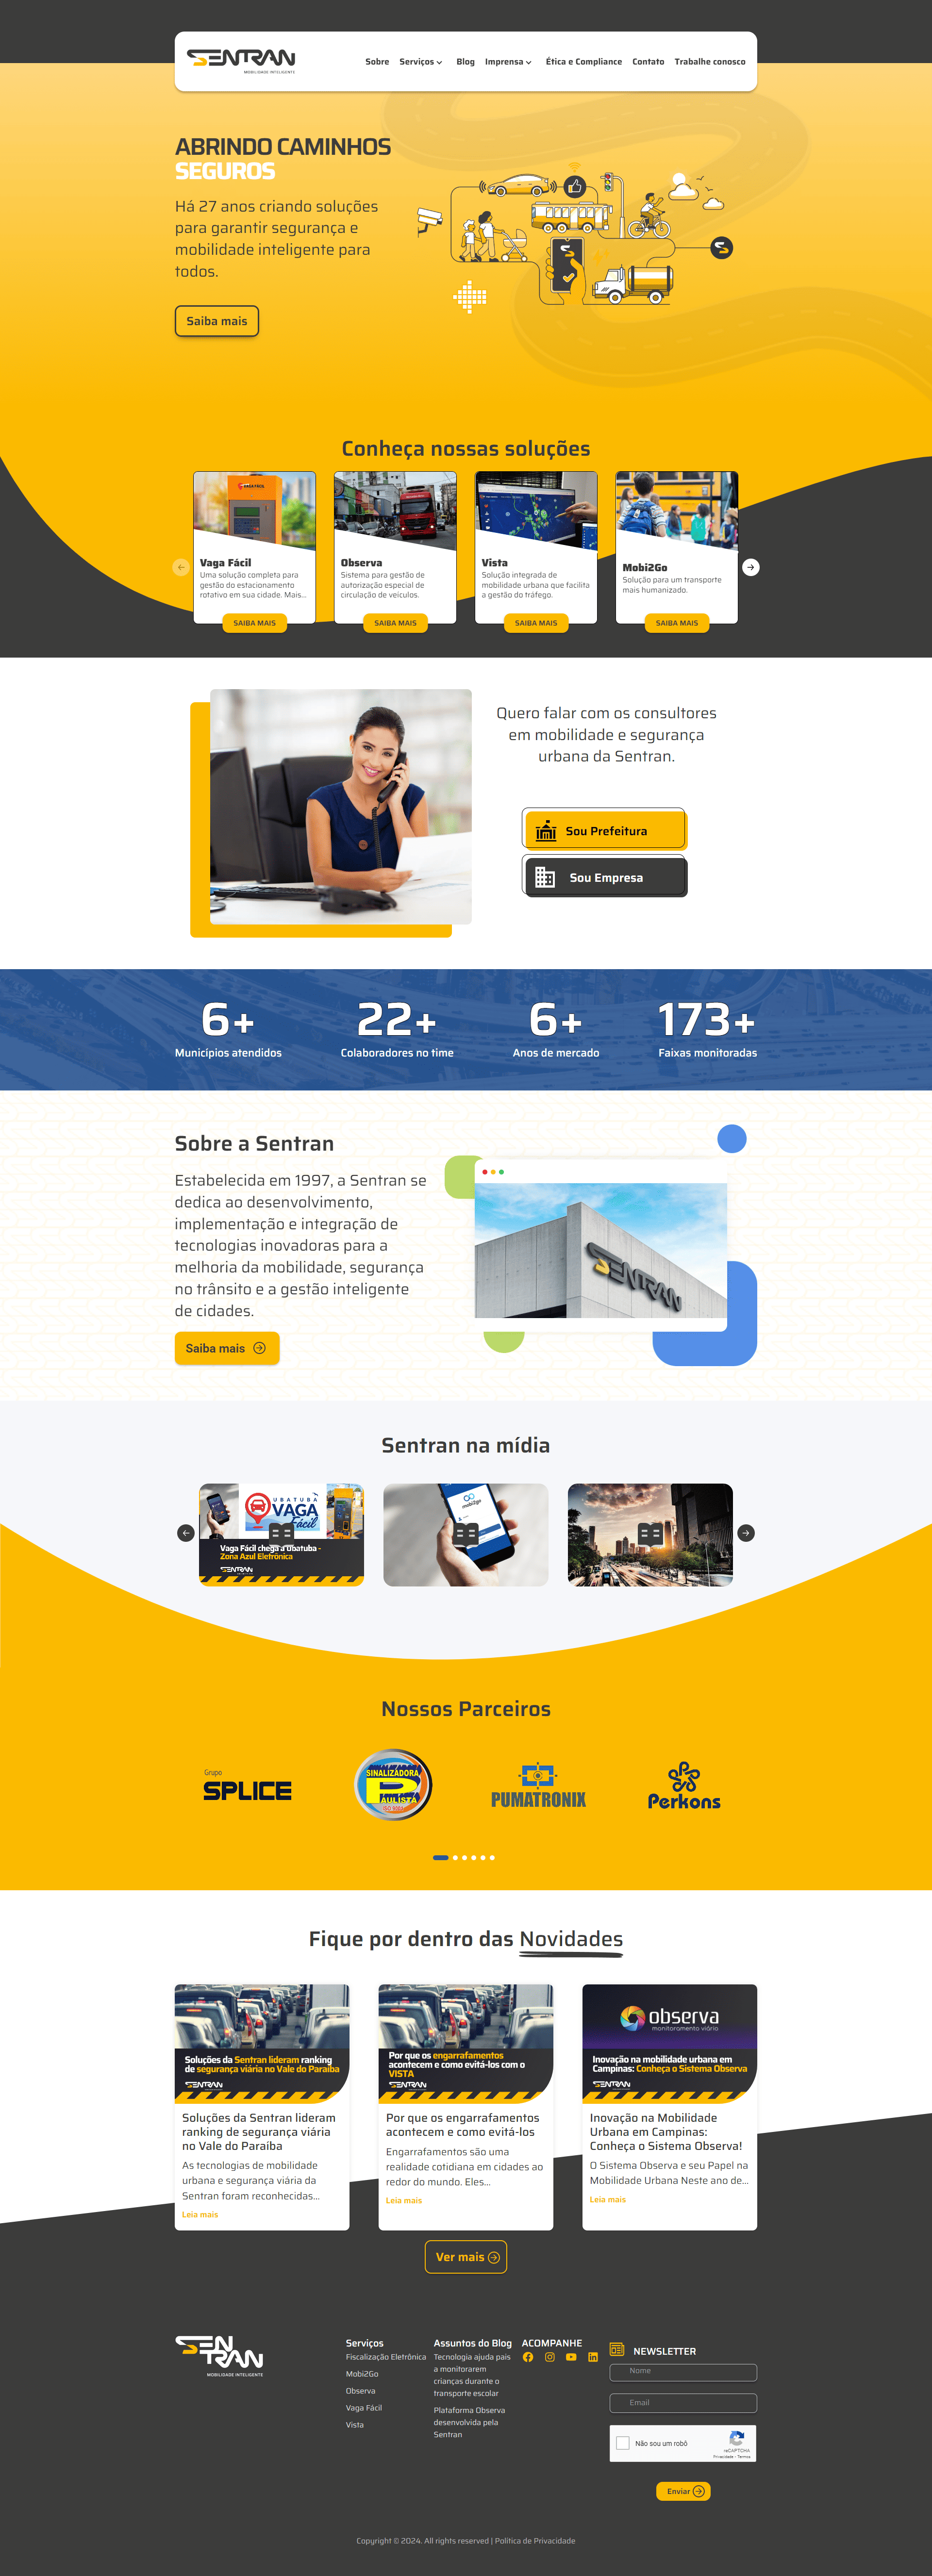 SENTRAN
MOBILIDADE INTELIGENTE
Sobre
Serviços
Blog
Imprensa
Ética e Compliance
Contato
Trabalhe conosco
ABRINDO CAMINHOS
SEGUROS
Há 27 anos criando soluções
para garantir segurança e
mobilidade inteligente para
todos.
Saiba mais
Conheça nossas soluções
VAGA FÁCIL
Vaga Fácil
Uma solução completa para
gestão do estacionamento
rotativo em sua cidade. Mais...
SAIBA MAIS
Observa
Sistema para gestão de
autorização especial de
circulação de veículos.
SAIBA MAIS
Vista
Solução integrada de
mobilidade urbana que facilita
a gestão do tráfego.
SAIBA MAIS
Mobi2Go
Solução para um transporte
mais humanizado.
SAIBA MAIS
Quero falar com os consultores
em mobilidade e segurança
urbana da Sentran.
Sou Prefeitura
Sou Empresa
6+
Municípios atendidos
22+
Colaboradores no time
6+
Anos de mercado
173+
Faixas monitoradas
Sobre a Sentran
Estabelecida em 1997, a Sentran se
dedica ao desenvolvimento,
implementação e integração de
tecnologias inovadoras para a
melhoria da mobilidade, segurança
no trânsito e a gestão inteligente
de cidades.
Saiba mais
SENTRAN
Sentran na mídia
UBATUBA
VAGA
Fácil
Vaga Fácil chega a Ubatuba -
Zona Azul Eletrônica
SENTRAN
mobi2go
Nossos Parceiros
Grupo
SPLICE
SINALIZADORA
PAULISTA
ISO 9001
PUMATRONIX
Perkons
Fique por dentro das Novidades
Soluções da Sentran lideram ranking
de segurança viária no Vale do Paraíba
SENTRAN
Soluções da Sentran lideram
ranking de segurança viária
no Vale do Paraíba
As tecnologias de mobilidade
urbana e segurança viária da
Sentran foram reconhecidas...
Leia mais
Por que os engarrafamentos
acontecem e como evitá-los com o
VISTA
SENTRAN
Por que os engarrafamentos
acontecem e como evitá-los
Engarrafamentos são uma
realidade cotidiana em cidades ao
redor do mundo. Eles...
Leia mais
observa
monitoramento viário
Inovação na mobilidade urbana em
Campinas: Conheça o Sistema Observa
SENTRAN
Inovação na Mobilidade
Urbana em Campinas:
Conheça o Sistema Observa!
O Sistema Observa e seu Papel na
Mobilidade Urbana Neste ano de...
Leia mais
Ver mais
SENTRAN
MOBILIDADE INTELIGENTE
Serviços
Fiscalização Eletrônica
Mobi2Go
Observa
Vaga Fácil
Vista
Assuntos do Blog
Tecnologia ajuda pais
a monitorarem
crianças durante o
transporte escolar
Plataforma Observa
desenvolvida pela
Sentran
ACOMPANHE
NEWSLETTER
Nome
Email
Não sou um robô
reCAPTCHA
Privacidade - Termos
Enviar
Copyright © 2024. All rights reserved | Política de Privacidade